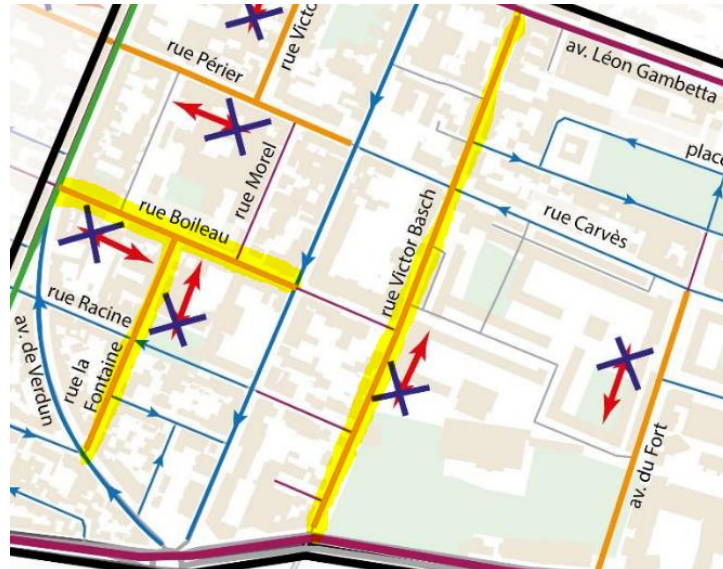 rue Victo
rue Périer
av. Léon Gambetta
place
rue Morel
rue Boileau
rue Victor Basch
rue Carvès
rue Racine
av. de Verdun
rue la
Fontaine
av. du Fort